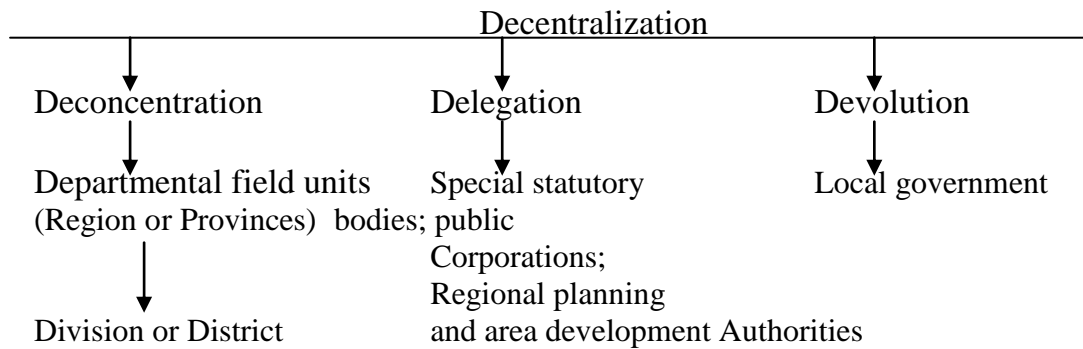 Decentralization
Deconcentration Delegation Devolution
Departmental field units Special statutory Local government
(Region or Provinces) bodies; public
Corporations;
Regional planning
Division or District and area development Authorities